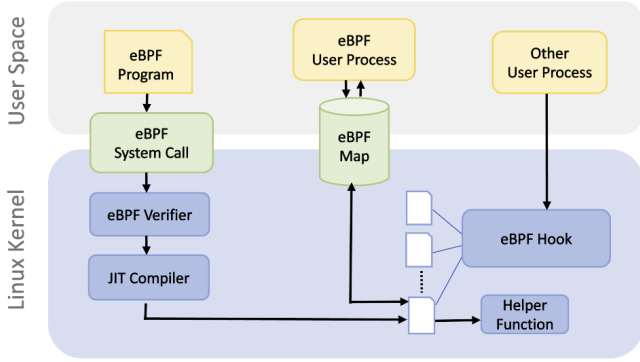 User Space
eBPF
Program
eBPF
User Process
Other
User Process
eBPF
System Call
eBPF
Map
Linux Kernel
eBPF Verifier
eBPF Hook
JIT Compiler
Helper
Function